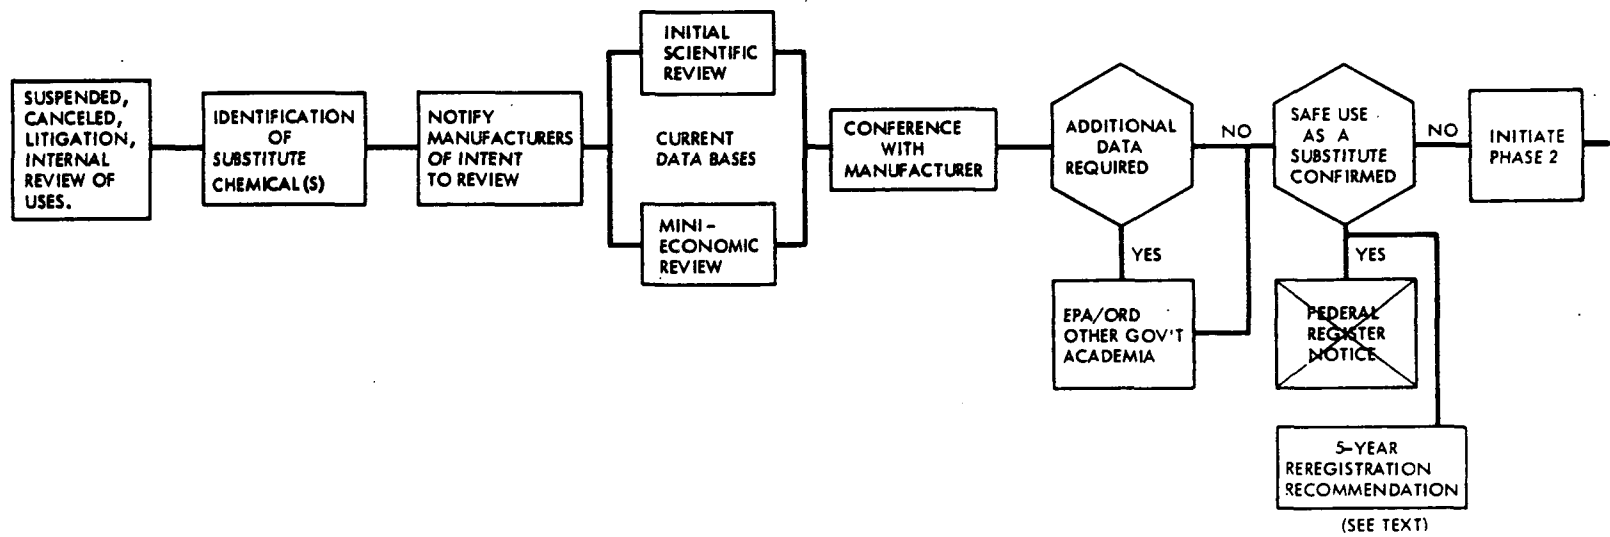 SUSPENDED,
CANCELED,
LITIGATION,
INTERNAL
REVIEW OF
USES.
IDENTIFICATION
OF
SUBSTITUTE
CHEMICAL(S)
NOTIFY
MANUFACTURERS
OF INTENT
TO REVIEW
INITIAL
SCIENTIFIC
REVIEW
CURRENT
DATA BASES
MINI-
ECONOMIC
REVIEW
CONFERENCE
WITH
MANUFACTURER
ADDITIONAL
DATA
REQUIRED
NO
YES
EPA/ORD
OTHER GOV'T
ACADEMIA
SAFE USE
AS A
SUBSTITUTE
CONFIRMED
NO
YES
FEDERAL
REGISTER
NOTICE
5-YEAR
REREGISTRATION
RECOMMENDATION
(SEE TEXT)
INITIATE
PHASE 2